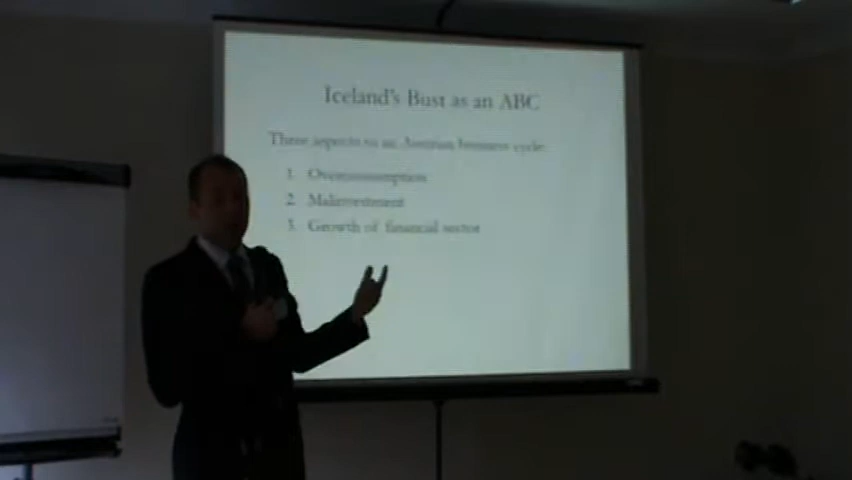 Iceland's Bust as an ABC
Three aspects to an Austrian business cycle:
1. Overconsumption
2. Malinvestment
3. Growth of financial sector